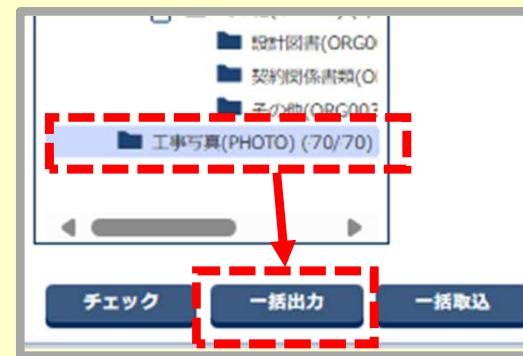 設計図書(ORG0
契約関係書類(O
その他(ORG003
工事写真(PHOTO) (70/70)
チェック
一括出力
一括取込